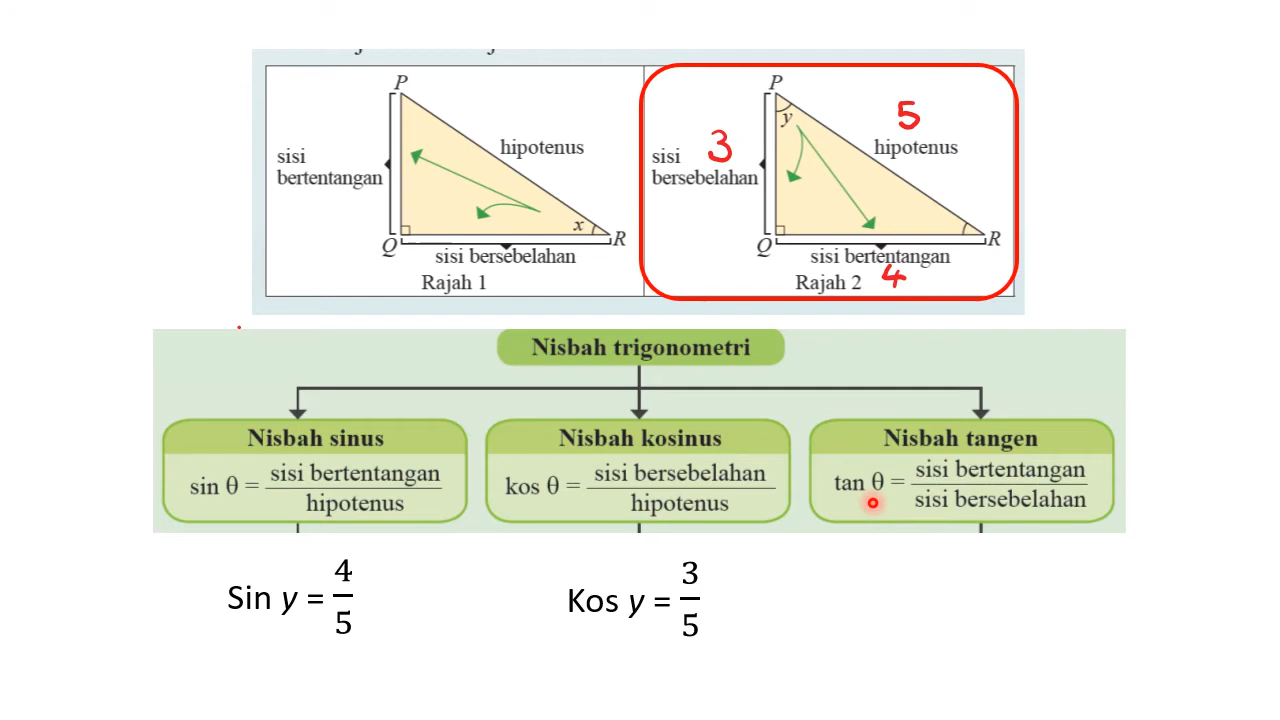 P
sisi
bertentangan
hipotenus
x
Q
R
sisi bersebelahan
Rajah 1
P
y
5
hipotenus
sisi
3
bersebelahan
Q
R
sisi bertentangan
Rajah 2
4
Nisbah trigonometri
Nisbah sinus
sin θ = sisi bertentangan / hipotenus
Nisbah kosinus
kos θ = sisi bersebelahan / hipotenus
Nisbah tangen
tan θ = sisi bertentangan / sisi bersebelahan
Sin y = 4/5
Kos y = 3/5